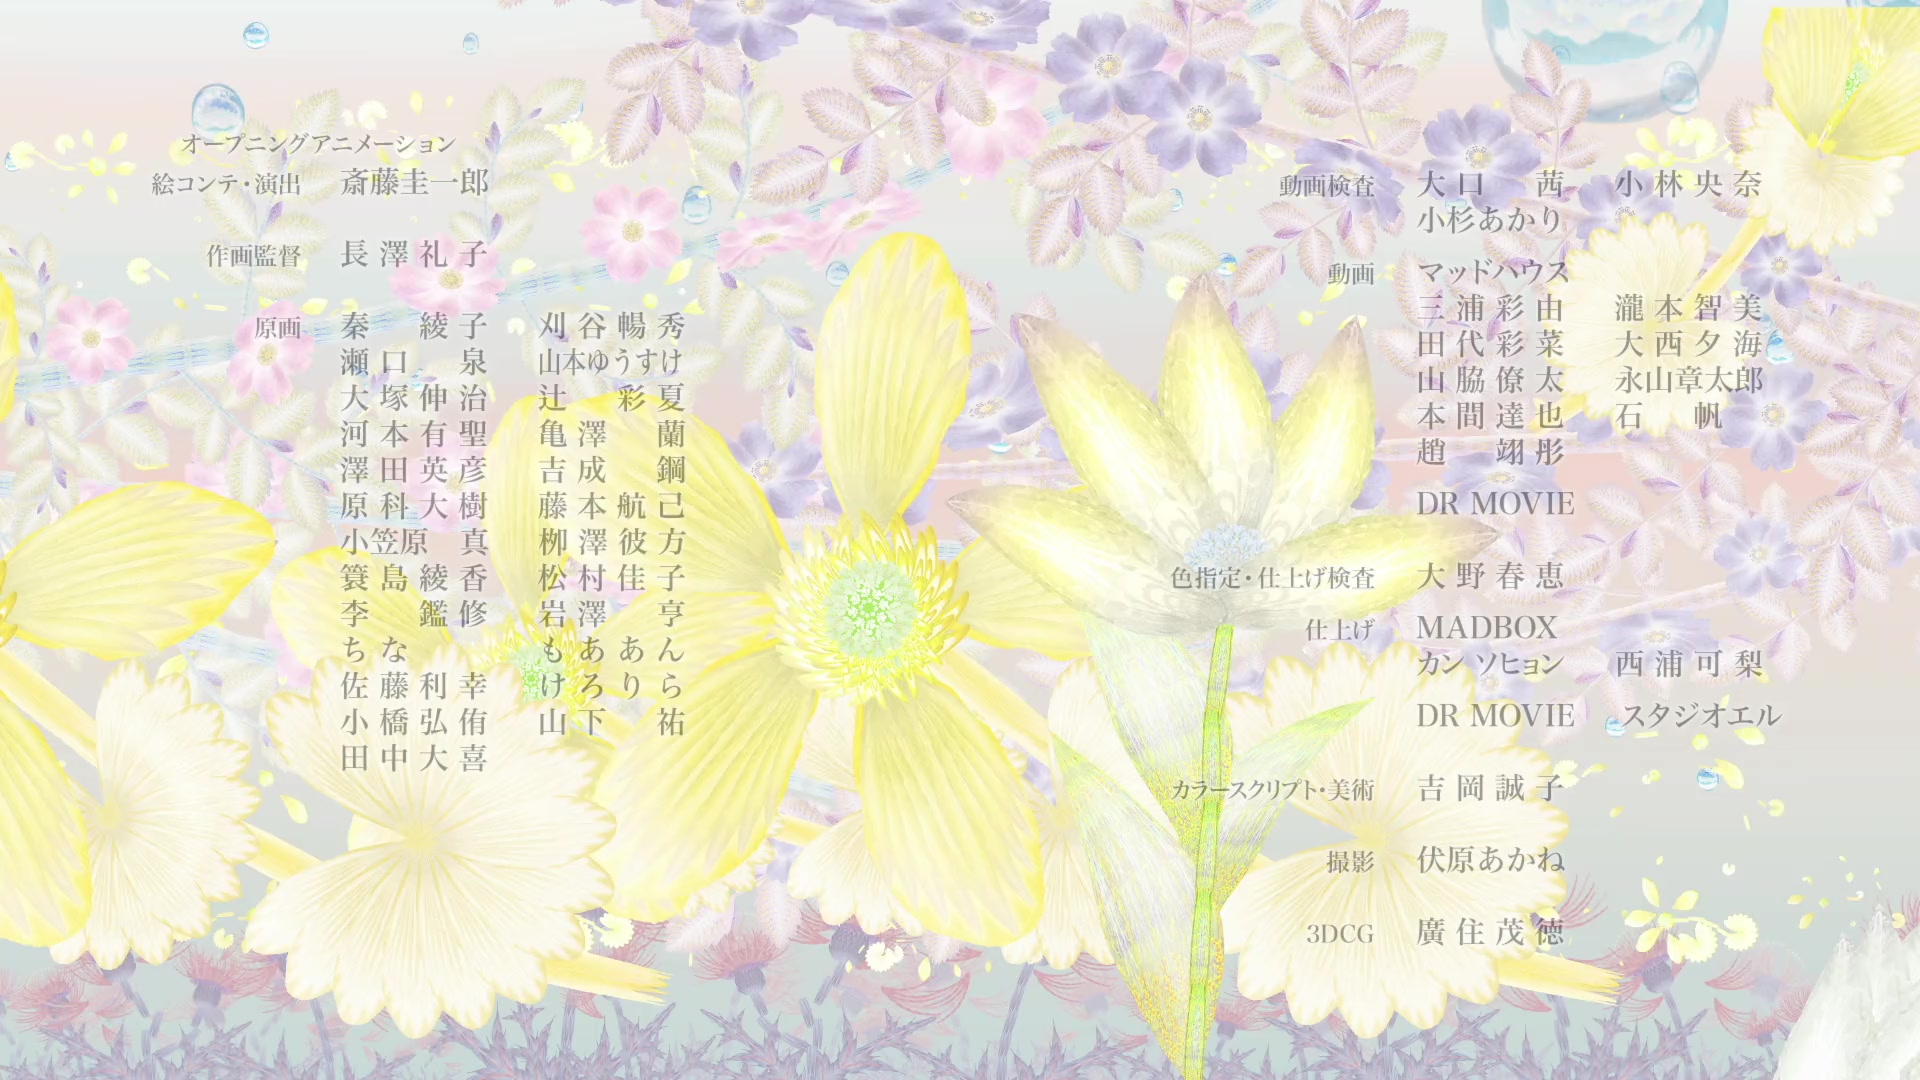 オープニングアニメーション
絵コンテ・演出 斎藤圭一郎
作画監督 長澤礼子
原画 秦 綾子 刈谷暢秀
瀬口 泉 山本ゆうすけ
大塚伸治 辻 彩夏
河本有聖 亀澤 蘭
澤田英彦 吉成 鋼
原科大樹 藤本航己
小笠原 真 栁澤彼方
簑島綾香 松村佳子
李 鑑修 岩澤 亨
ちな もああん
佐藤利幸 けろりら
小橋弘侑 山下 祐
田中大喜
動画検査 大口 茜 小林央奈
小杉あかり
動画 マッドハウス
三浦彩由 瀧本智美
田代彩菜 大西夕海
山脇僚太 永山章太郎
本間達也 石 帆
趙 翊彤
DR MOVIE
色指定・仕上げ検査 大野春恵
仕上げ MADBOX
カン ソヒョン 西浦可梨
DR MOVIE スタジオエル
カラースクリプト・美術 吉岡誠子
撮影 伏原あかね
3DCG 廣住茂徳